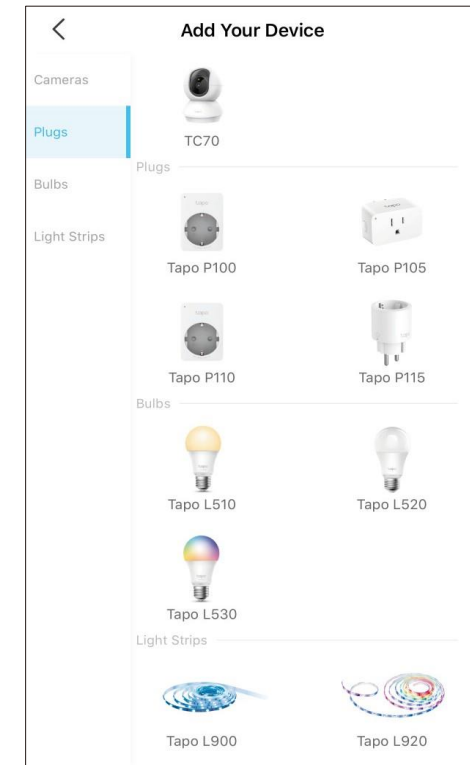 Add Your Device
Cameras
Plugs
Bulbs
Light Strips
TC70
Plugs
Tapo P100 Tapo P105
Tapo P110 Tapo P115
Bulbs
Tapo L510 Tapo L520
Tapo L530
Light Strips
Tapo L900 Tapo L920